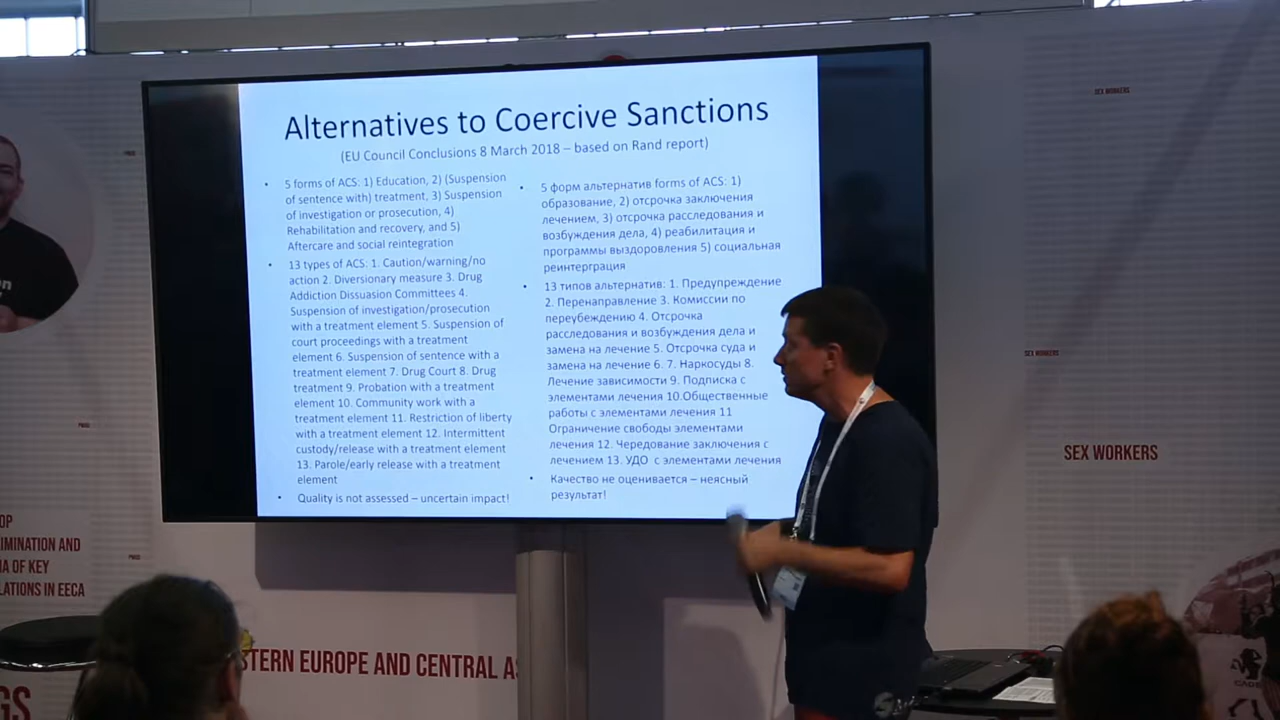 Alternatives to Coercive Sanctions
(EU Council Conclusions 8 March 2018 – based on Rand report)
• 5 forms of ACS: 1) Education, 2) (Suspension
of sentence with) treatment, 3) Suspension
of investigation or prosecution, 4)
Rehabilitation and recovery, and 5)
Aftercare and social reintegration
• 13 types of ACS: 1. Caution/warning/no
action 2. Diversionary measure 3. Drug
Addiction Dissuasion Committees 4.
Suspension of investigation/prosecution
with a treatment element 5. Suspension of
court proceedings with a treatment
element 6. Suspension of sentence with a
treatment element 7. Drug Court 8. Drug
treatment 9. Probation with a treatment
element 10. Community work with a
treatment element 11. Restriction of liberty
with a treatment element 12. Intermittent
custody/release with a treatment element
13. Parole/early release with a treatment
element
• Quality is not assessed – uncertain impact!
• 5 форм альтернатив forms of ACS: 1)
образование, 2) отсрочка заключения
лечением, 3) отсрочка расследования и
возбуждения дела, 4) реабилитация и
программы выздоровления 5) социальная
реинтерграция
• 13 типов альтернатив: 1. Предупреждение
2. Перенаправление 3. Комиссии по
переубеждению 4. Отсрочка
расследования и возбуждения дела и
замена на лечение 5. Отсрочка суда и
замена на лечение 6. 7. Наркосуды 8.
Лечение зависимости 9. Подписка с
элементами лечения 10.Общественные
работы с элементами лечения 11
Ограничение свободы элементами
лечения 12. Чередование заключения с
лечением 13. УДО с элементами лечения
• Качество не оценивается – неясный
результат!
SEX WORKERS
SEX WORKERS
SEX WORKERS
OP
IMINATION AND
MA OF KEY
LATIONS IN EECA
STERN EUROPE AND CENTRAL AS
GS